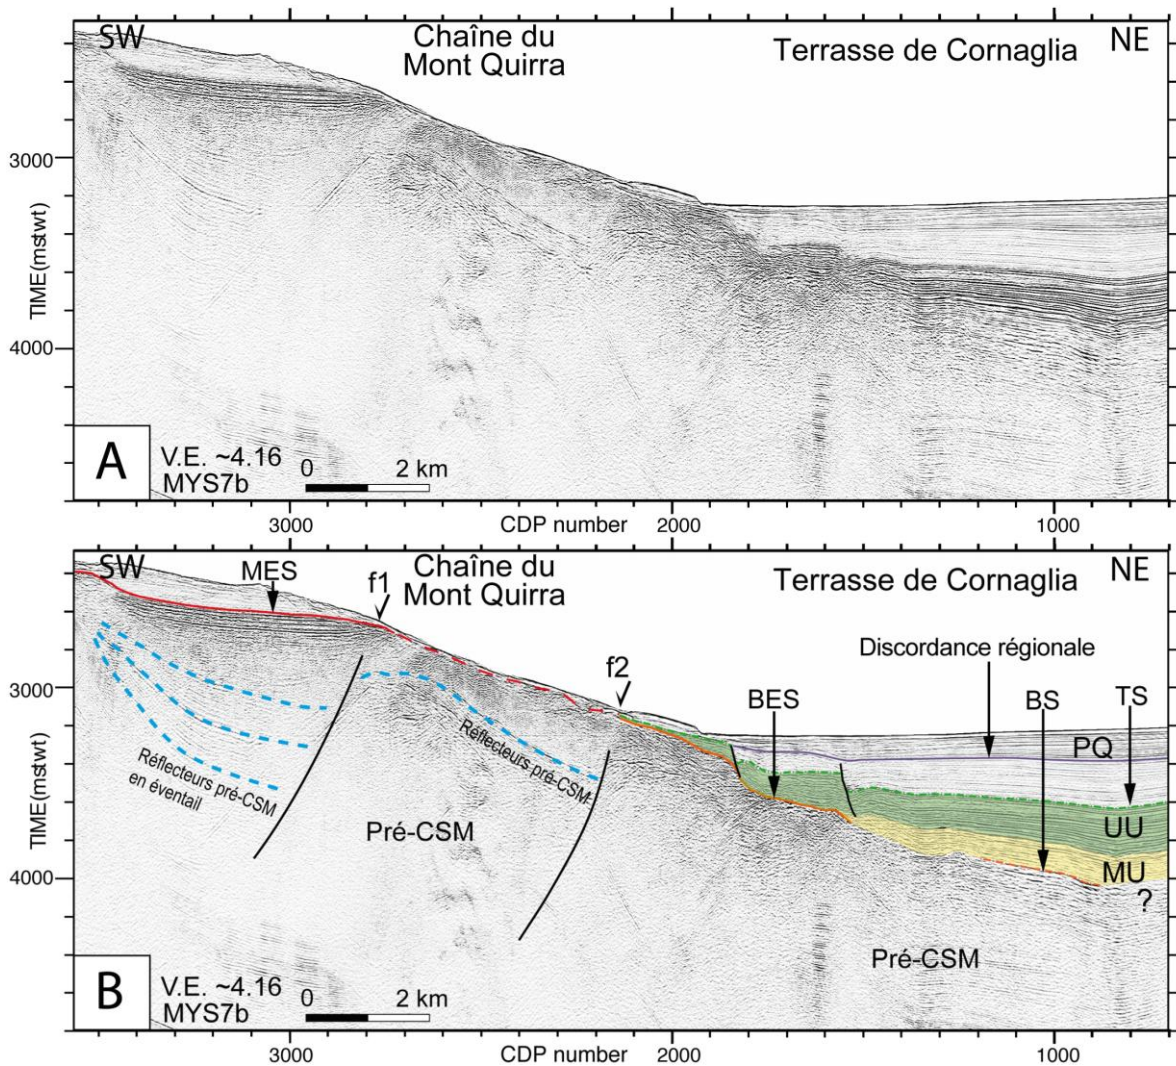 SW
Chaîne du
Mont Quirra
Terrasse de Cornaglia
NE
3000
4000
TIME(mstwt)
A
V.E. ~4.16
MYS7b
0 2 km
3000 CDP number 2000 1000
SW
MES
f1
Chaîne du
Mont Quirra
Terrasse de Cornaglia
NE
f2
Discordance régionale
BES
BS
TS
PQ
3000
Réflecteurs pré-CSM
en éventail
Réflecteurs pré-CSM
Pré-CSM
UU
MU
?
4000
TIME(mstwt)
Pré-CSM
B
V.E. ~4.16
MYS7b
0 2 km
3000 CDP number 2000 1000